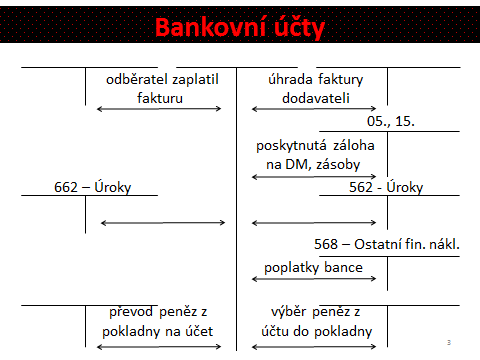 Bankovní účty
odběratel zaplatil
fakturu
úhrada faktury
dodavateli
05., 15.
poskytnutá záloha
na DM, zásoby
662 – Úroky
562 - Úroky
568 – Ostatní fin. nákl.
poplatky bance
převod peněz z
pokladny na účet
výběr peněz z
účtu do pokladny
3